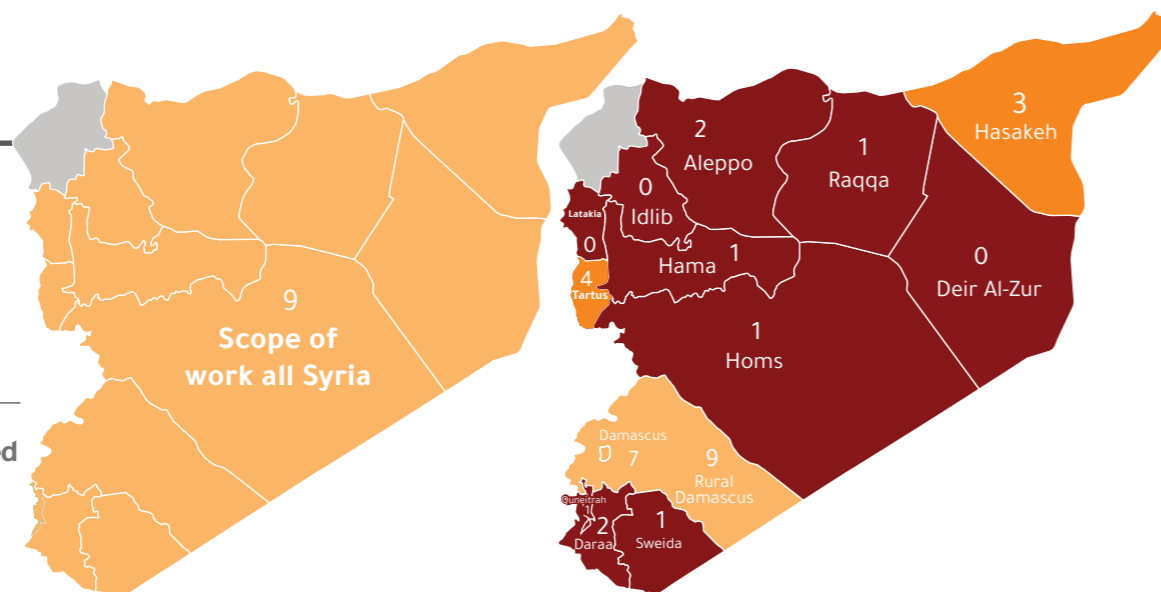 9
Scope of
work all Syria
ed
3
Hasakeh
2
Aleppo
1
Raqqa
0
Idlib
Latakia
0
Hama 1
4
Tartus
0
Deir Al-Zur
1
Homs
Damascus
7
9
Rural
Damascus
Quneitrah
1
2
Daraa
1
Sweida